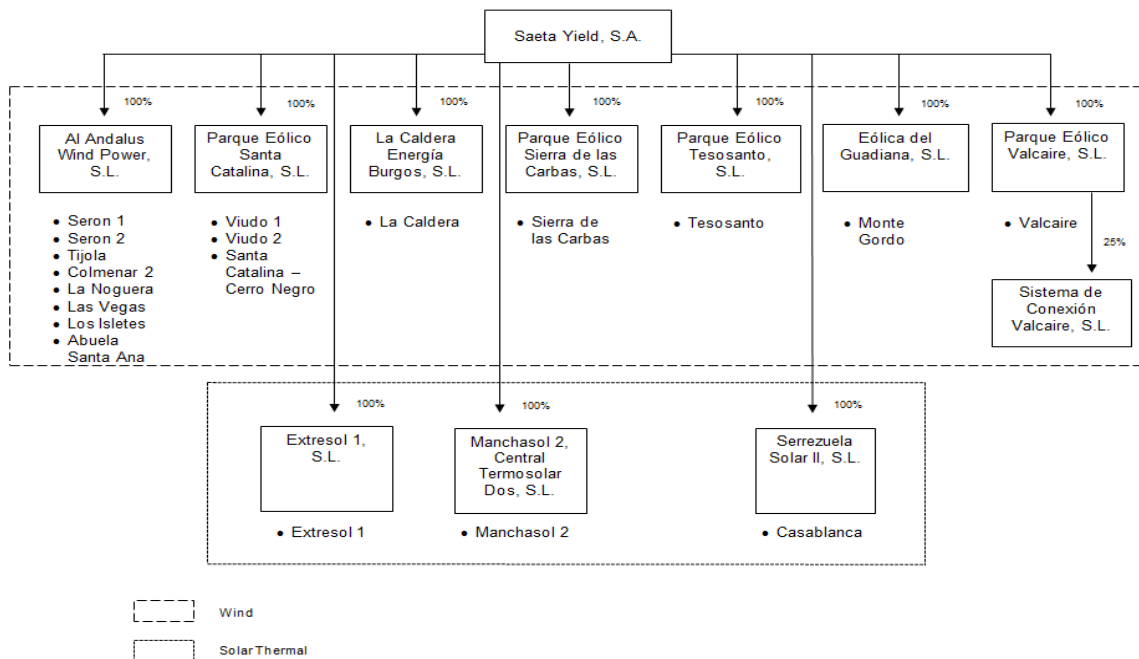 Saeta Yield, S.A.
100%
100%
100%
100%
100%
100%
100%
Al Andalus
Wind Power,
S.L.
Parque Eólico
Santa
Catalina, S.L.
La Caldera
Energía
Burgos, S.L.
Parque Eólico
Sierra de las
Carbas, S.L.
Parque Eólico
Tesosanto,
S.L.
Eólica del
Guadiana, S.L.
Parque Eólico
Valcaire, S.L.
• Seron 1
• Seron 2
• Tijola
• Colmenar 2
• La Noguera
• Las Vegas
• Los Isletes
• Abuela
Santa Ana
• Viudo 1
• Viudo 2
• Santa
Catalina –
Cerro Negro
• La Caldera
• Sierra de
las Carbas
• Tesosanto
• Monte
Gordo
• Valcaire
25%
Sistema de
Conexión
Valcaire, S.L.
100%
100%
100%
Extresol 1,
S.L.
Manchasol 2,
Central
Termosolar
Dos, S.L.
Serrezuela
Solar II, S.L.
• Extresol 1
• Manchasol 2
• Casablanca
Wind
Solar Thermal